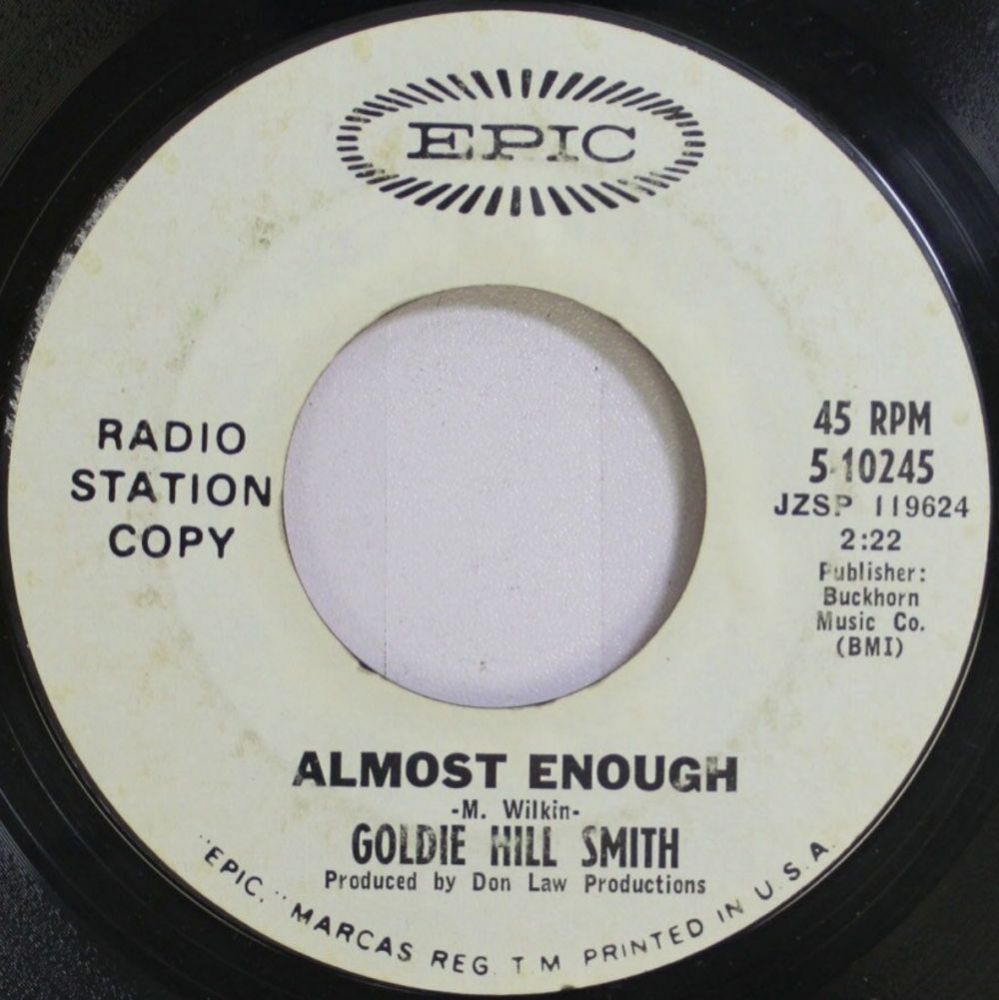 EPIC
RADIO
STATION
COPY
45 RPM
5-10245
JZSP 119624
2:22
Publisher:
Buckhorn
Music Co.
(BMI)
ALMOST ENOUGH
-M. Wilkin-
GOLDIE HILL SMITH
Produced by Don Law Productions
"EPIC," MARCAS REG. T.M. PRINTED IN U.S.A.